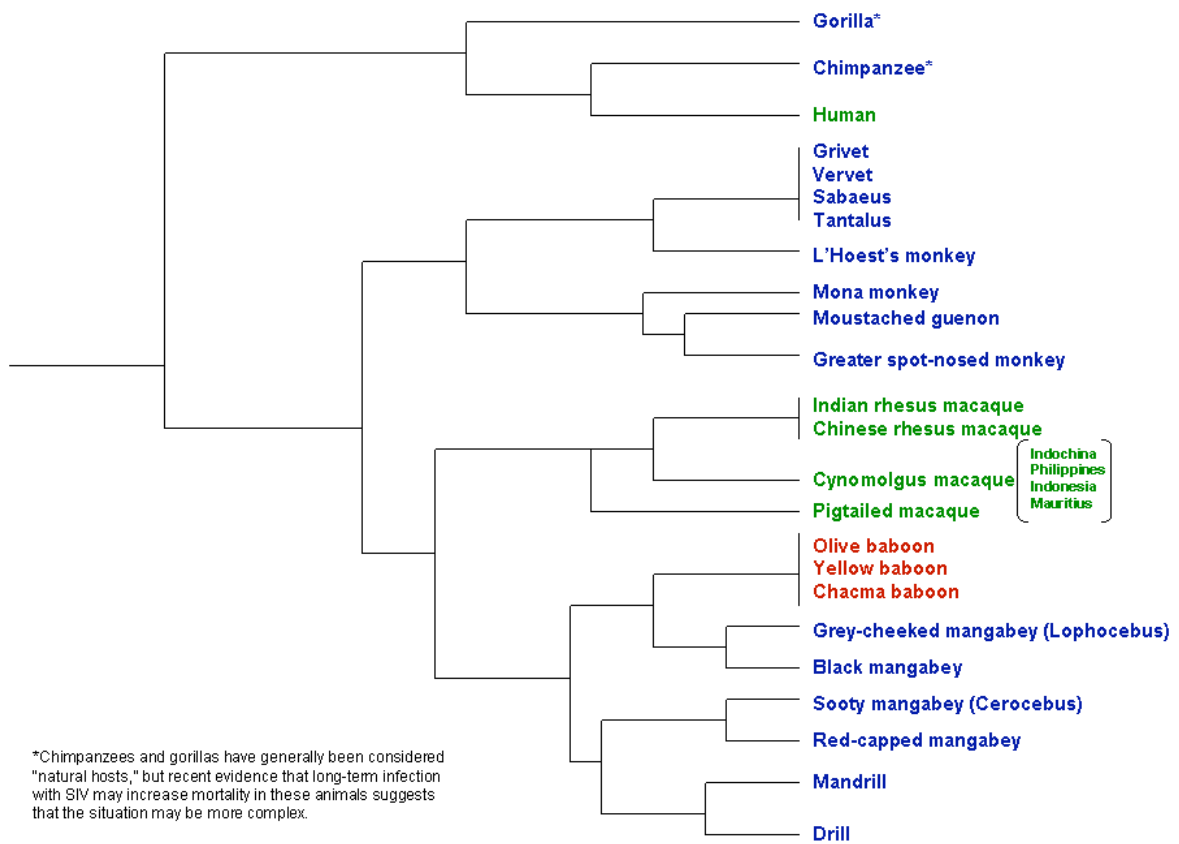 Gorilla*
Chimpanzee*
Human
Grivet
Vervet
Sabaeus
Tantalus
L'Hoest's monkey
Mona monkey
Moustached guenon
Greater spot-nosed monkey
Indian rhesus macaque
Chinese rhesus macaque
Cynomolgus macaque
Indochina
Philippines
Indonesia
Mauritius
Pigtailed macaque
Olive baboon
Yellow baboon
Chacma baboon
Grey-cheeked mangabey (Lophocebus)
Black mangabey
Sooty mangabey (Cerocebus)
Red-capped mangabey
Mandrill
Drill
*Chimpanzees and gorillas have generally been considered
"natural hosts," but recent evidence that long-term infection
with SIV may increase mortality in these animals suggests
that the situation may be more complex.